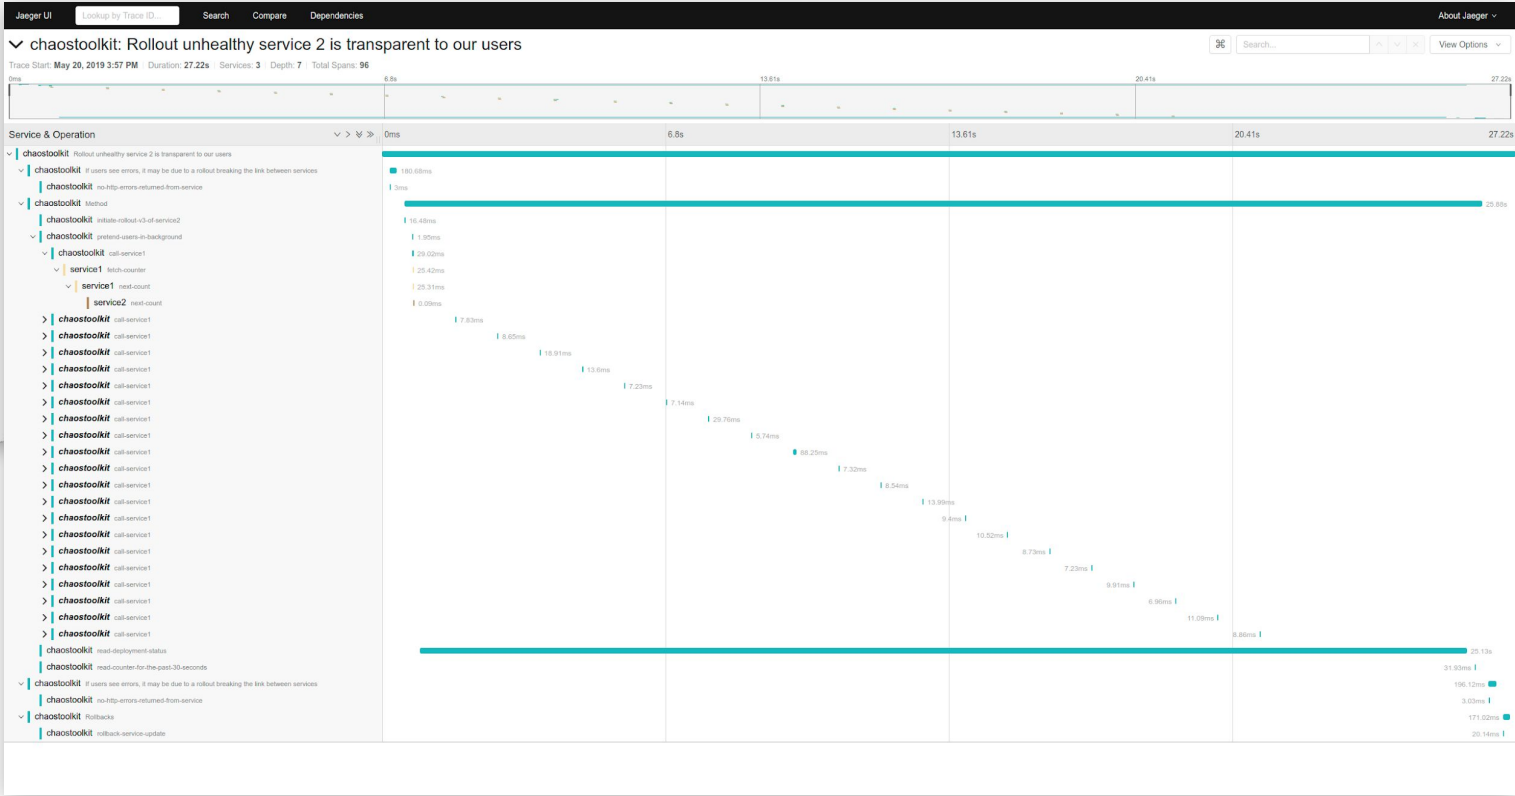 Jaeger UI Lookup by Trace ID... Search Compare Dependencies About Jaeger
chaostoolkit: Rollout unhealthy service 2 is transparent to our users ⌘ Search... View Options
Trace Start: May 20, 2019 3:57 PM Duration: 27.22s Services: 3 Depth: 7 Total Spans: 96
0ms 6.8s 13.61s 20.41s 27.22s
Service & Operation 0ms 6.8s 13.61s 20.41s 27.22s
chaostoolkit Rollout unhealthy service 2 is transparent to our users
chaostoolkit If users see errors, it may be due to a rollout breaking the link between services 180.68ms
chaostoolkit no-http-errors-returned-from-service 3ms
chaostoolkit Method 25.88s
chaostoolkit initiate-rollout-v3-of-service2 16.48ms
chaostoolkit pretend-users-in-background 1.95ms
chaostoolkit call-service1 29.02ms
service1 fetch-counter 25.42ms
service1 next-count 25.31ms
service2 next-count 0.09ms
chaostoolkit call-service1 7.83ms
chaostoolkit call-service1 8.65ms
chaostoolkit call-service1 18.91ms
chaostoolkit call-service1 13.6ms
chaostoolkit call-service1 7.23ms
chaostoolkit call-service1 7.14ms
chaostoolkit call-service1 29.76ms
chaostoolkit call-service1 5.74ms
chaostoolkit call-service1 88.25ms
chaostoolkit call-service1 7.32ms
chaostoolkit call-service1 8.54ms
chaostoolkit call-service1 13.99ms
chaostoolkit call-service1 9.4ms
chaostoolkit call-service1 10.52ms
chaostoolkit call-service1 8.73ms
chaostoolkit call-service1 7.23ms
chaostoolkit call-service1 9.91ms
chaostoolkit call-service1 6.96ms
chaostoolkit call-service1 11.09ms
chaostoolkit call-service1 8.86ms
chaostoolkit read-deployment-status 25.13s
chaostoolkit read-counter-for-the-past-30-seconds 31.93ms
chaostoolkit If users see errors, it may be due to a rollout breaking the link between services 196.12ms
chaostoolkit no-http-errors-returned-from-service 3.03ms
chaostoolkit Rollbacks 171.02ms
chaostoolkit rollback-service-update 20.14ms